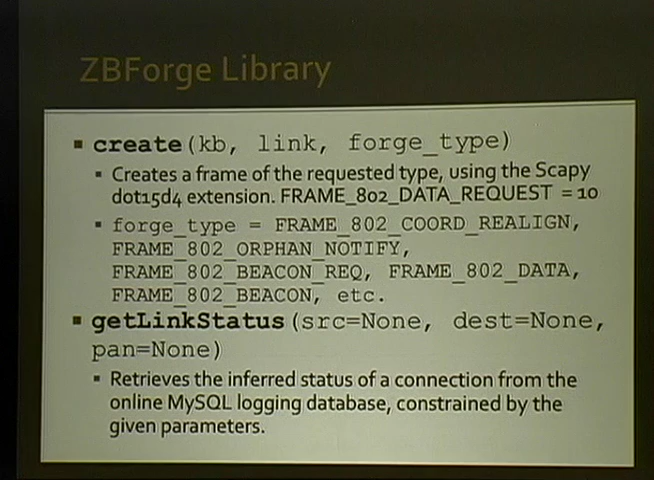 ZBForge Library
▪ create(kb, link, forge_type)
▪ Creates a frame of the requested type, using the Scapy
dot15d4 extension. FRAME_802_DATA_REQUEST = 10
▪ forge_type = FRAME_802_COORD_REALIGN,
FRAME_802_ORPHAN_NOTIFY,
FRAME_802_BEACON_REQ, FRAME_802_DATA,
FRAME_802_BEACON, etc.
▪ getLinkStatus(src=None, dest=None,
pan=None)
▪ Retrieves the inferred status of a connection from the
online MySQL logging database, constrained by the
given parameters.